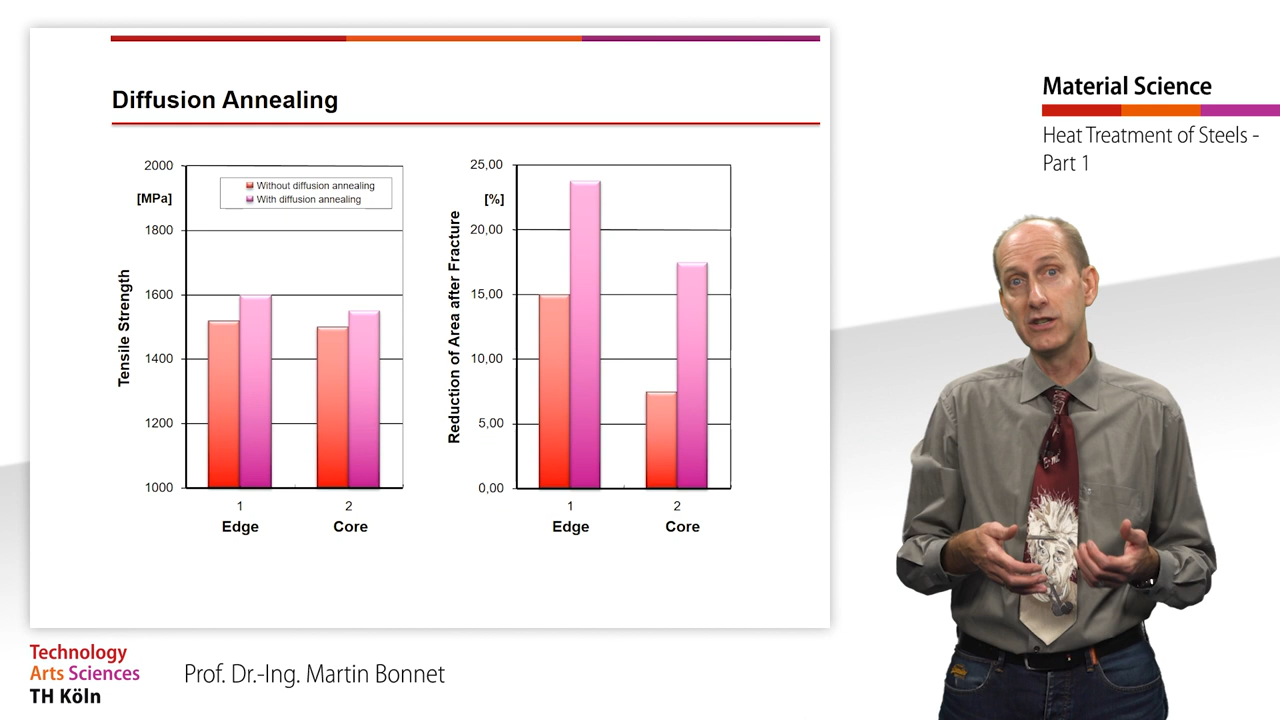 Diffusion Annealing
2000
[MPa]
1800
1600
1400
1200
1000
Tensile Strength
Without diffusion annealing
With diffusion annealing
1
2
Edge
Core
25,00
[%]
20,00
15,00
10,00
5,00
0,00
Reduction of Area after Fracture
1
2
Edge
Core
Material Science
Heat Treatment of Steels -
Part 1
Technology
Arts Sciences
TH Köln
Prof. Dr.-Ing. Martin Bonnet